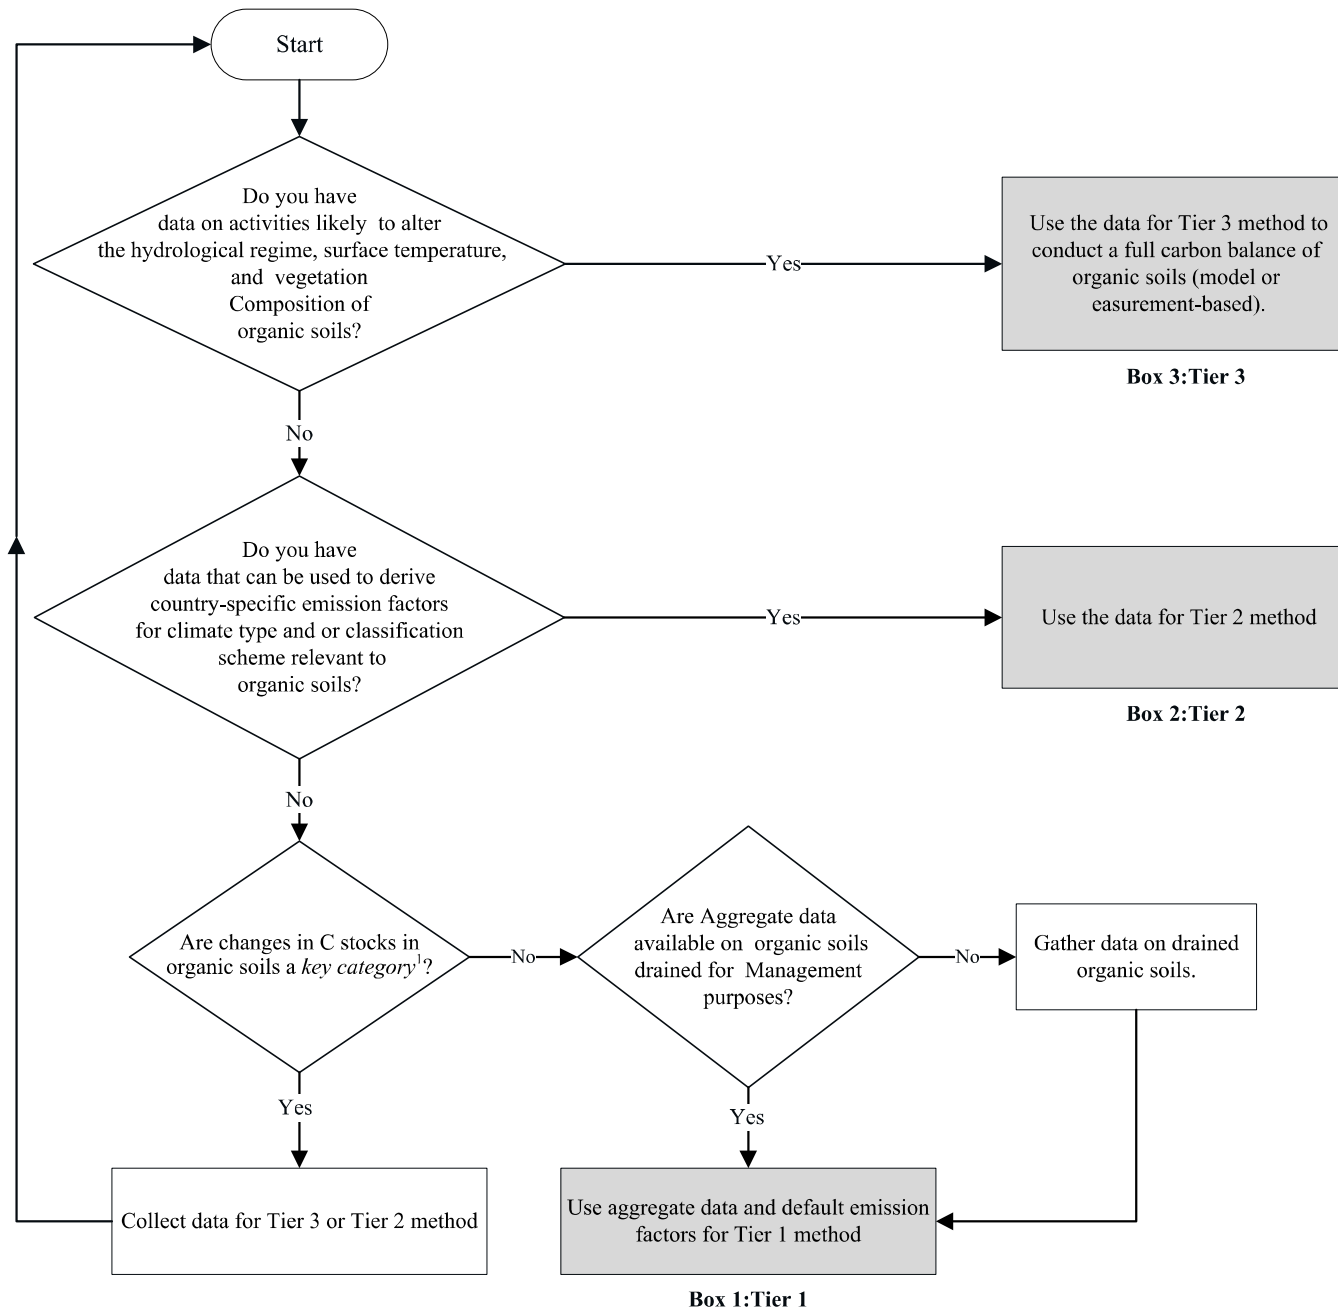 Start
Do you have
data on activities likely to alter
the hydrological regime, surface temperature,
and vegetation
Composition of
organic soils?
Yes
Use the data for Tier 3 method to
conduct a full carbon balance of
organic soils (model or
easurement-based).
Box 3:Tier 3
No
Do you have
data that can be used to derive
country-specific emission factors
for climate type and or classification
scheme relevant to
organic soils?
Yes
Use the data for Tier 2 method
Box 2:Tier 2
No
Are changes in C stocks in
organic soils a key category¹?
No
Are Aggregate data
available on organic soils
drained for Management
purposes?
No
Gather data on drained
organic soils.
Yes
Yes
Collect data for Tier 3 or Tier 2 method
Use aggregate data and default emission
factors for Tier 1 method
Box 1:Tier 1